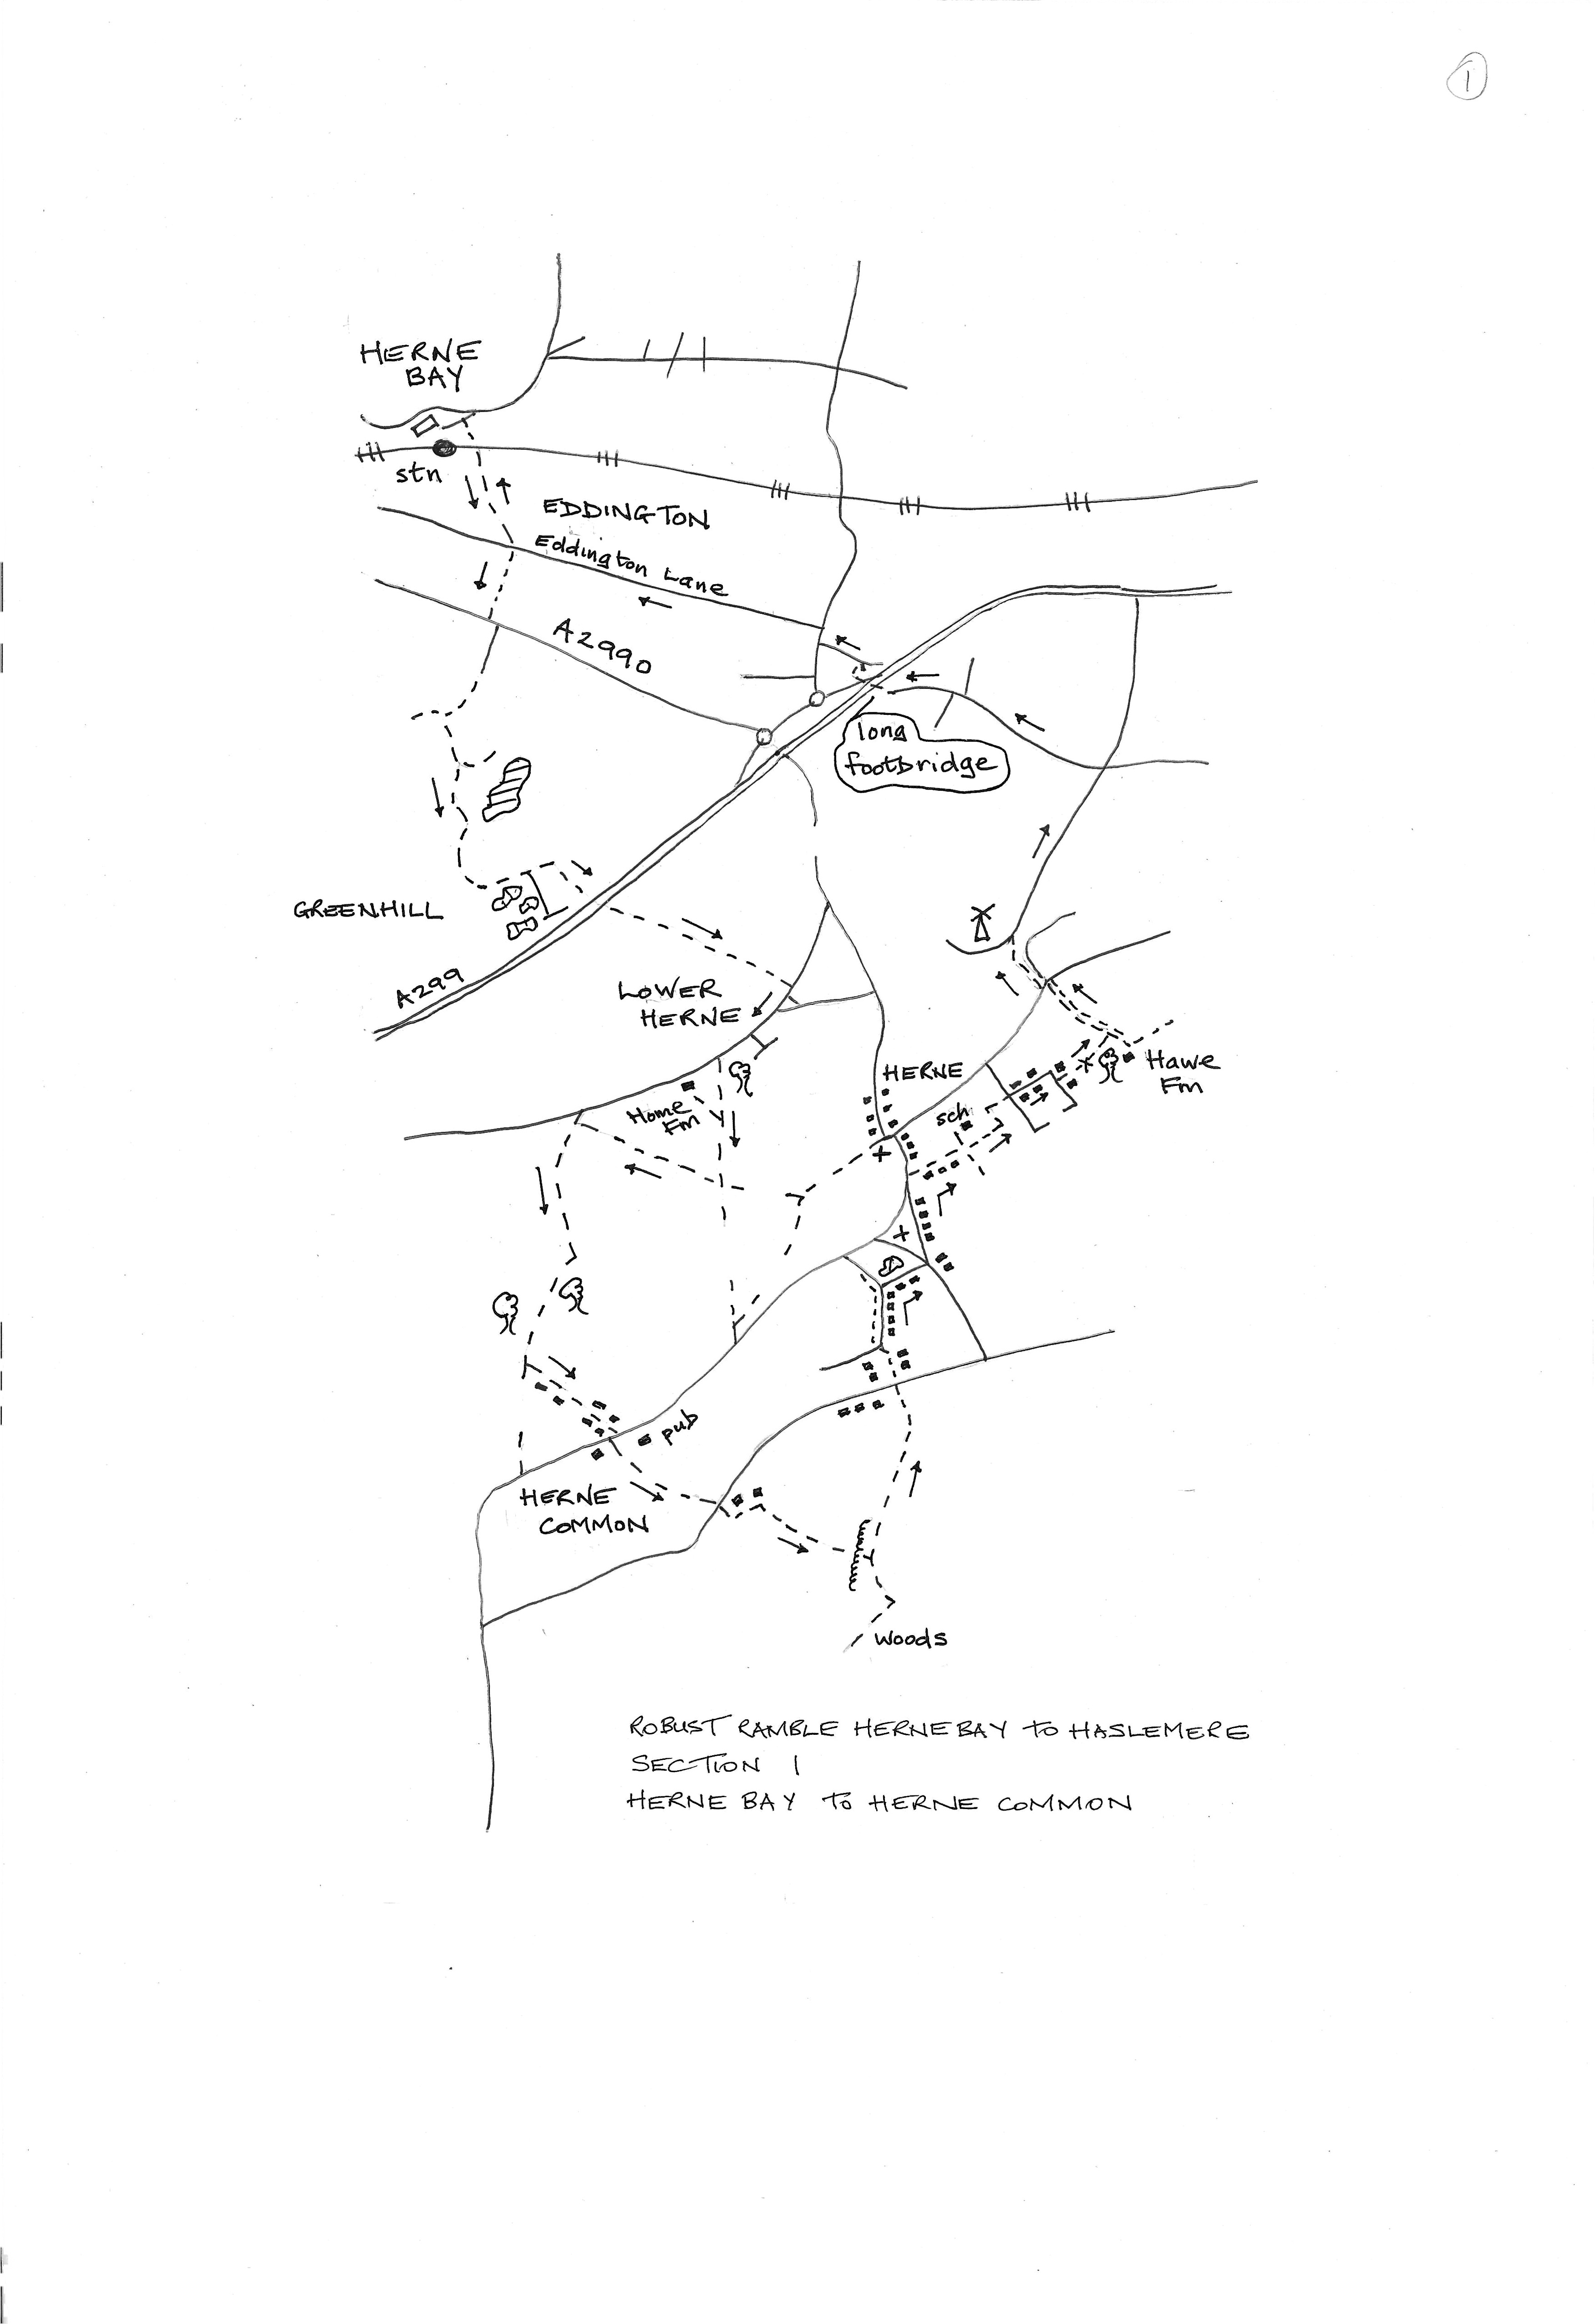 1
HERNE
BAY
stn
EDDINGTON
Eddington Lane
A2990
long
footbridge
GREENHILL
A299
LOWER
HERNE
HERNE
Hawe
Fm
Home
Fm
sch
pub
HERNE
COMMON
woods
ROBUST RAMBLE HERNE BAY TO HASLEMERE
SECTION 1
HERNE BAY TO HERNE COMMON